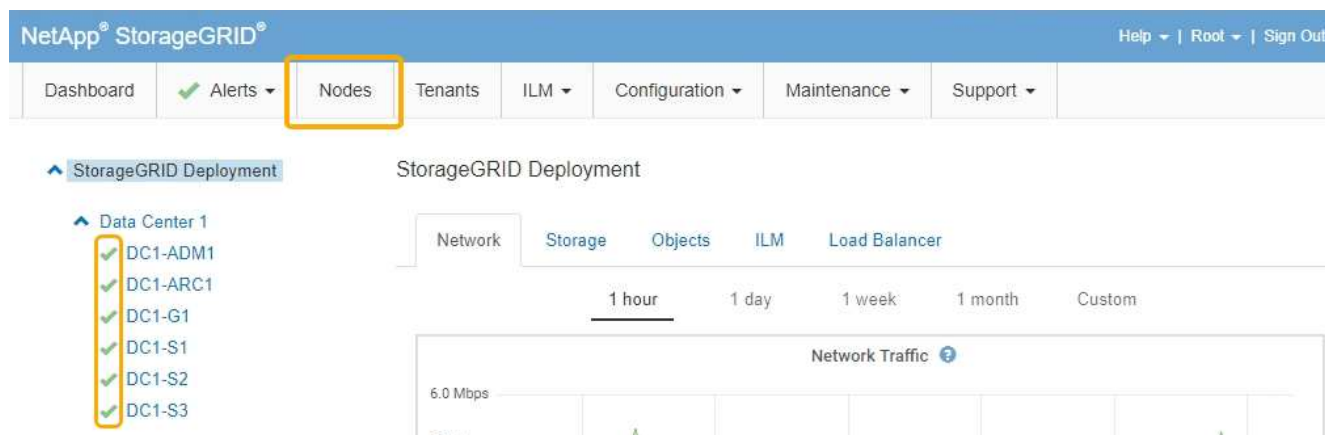 NetApp® StorageGRID®
Help | Root | Sign Out
Dashboard Alerts Nodes Tenants ILM Configuration Maintenance Support
StorageGRID Deployment
StorageGRID Deployment
Data Center 1
Network Storage Objects ILM Load Balancer
DC1-ADM1
DC1-ARC1
1 hour 1 day 1 week 1 month Custom
DC1-G1
DC1-S1
Network Traffic ?
DC1-S2
6.0 Mbps
DC1-S3